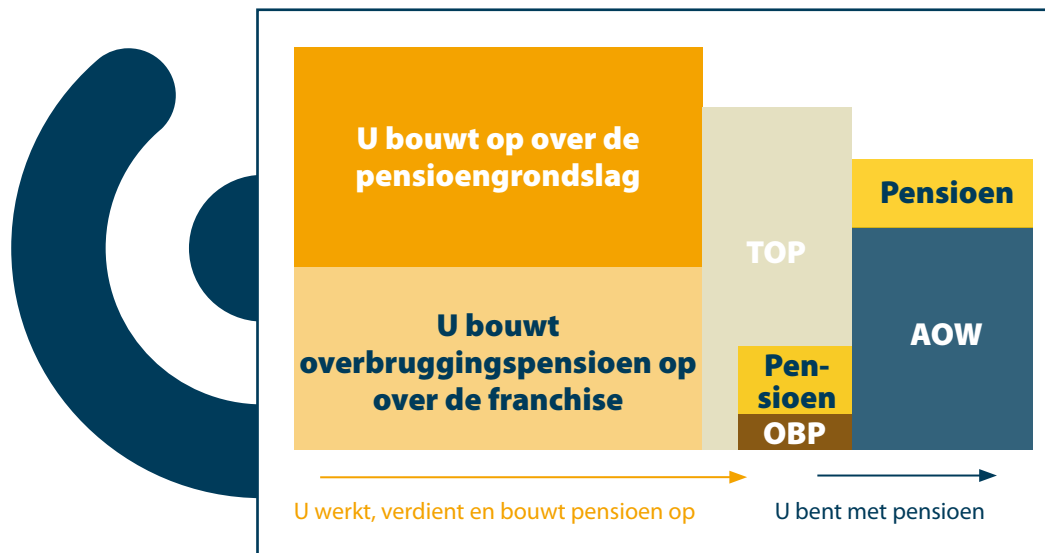 U bouwt op over de
pensioengrondslag
U bouwt
overbruggingspensioen op
over de franchise
TOP
Pen-
sioen
OBP
Pensioen
AOW
U werkt, verdient en bouwt pensioen op
U bent met pensioen